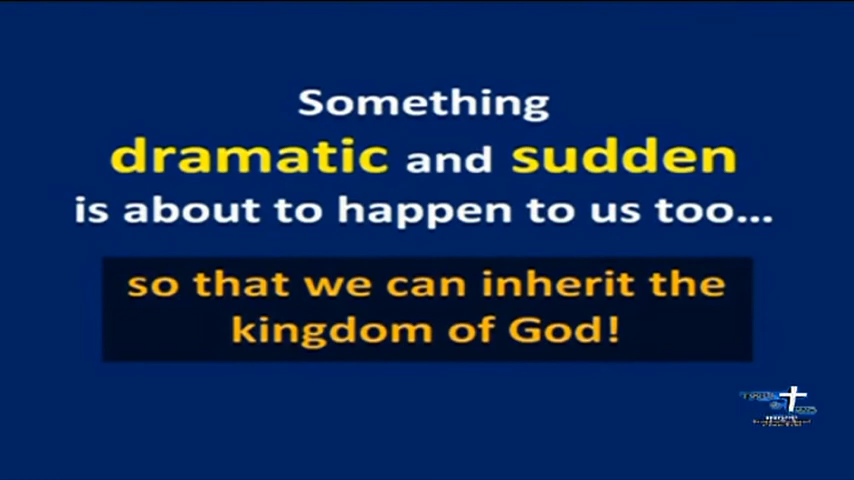 Something
dramatic and sudden
is about to happen to us too...
so that we can inherit the
kingdom of God!